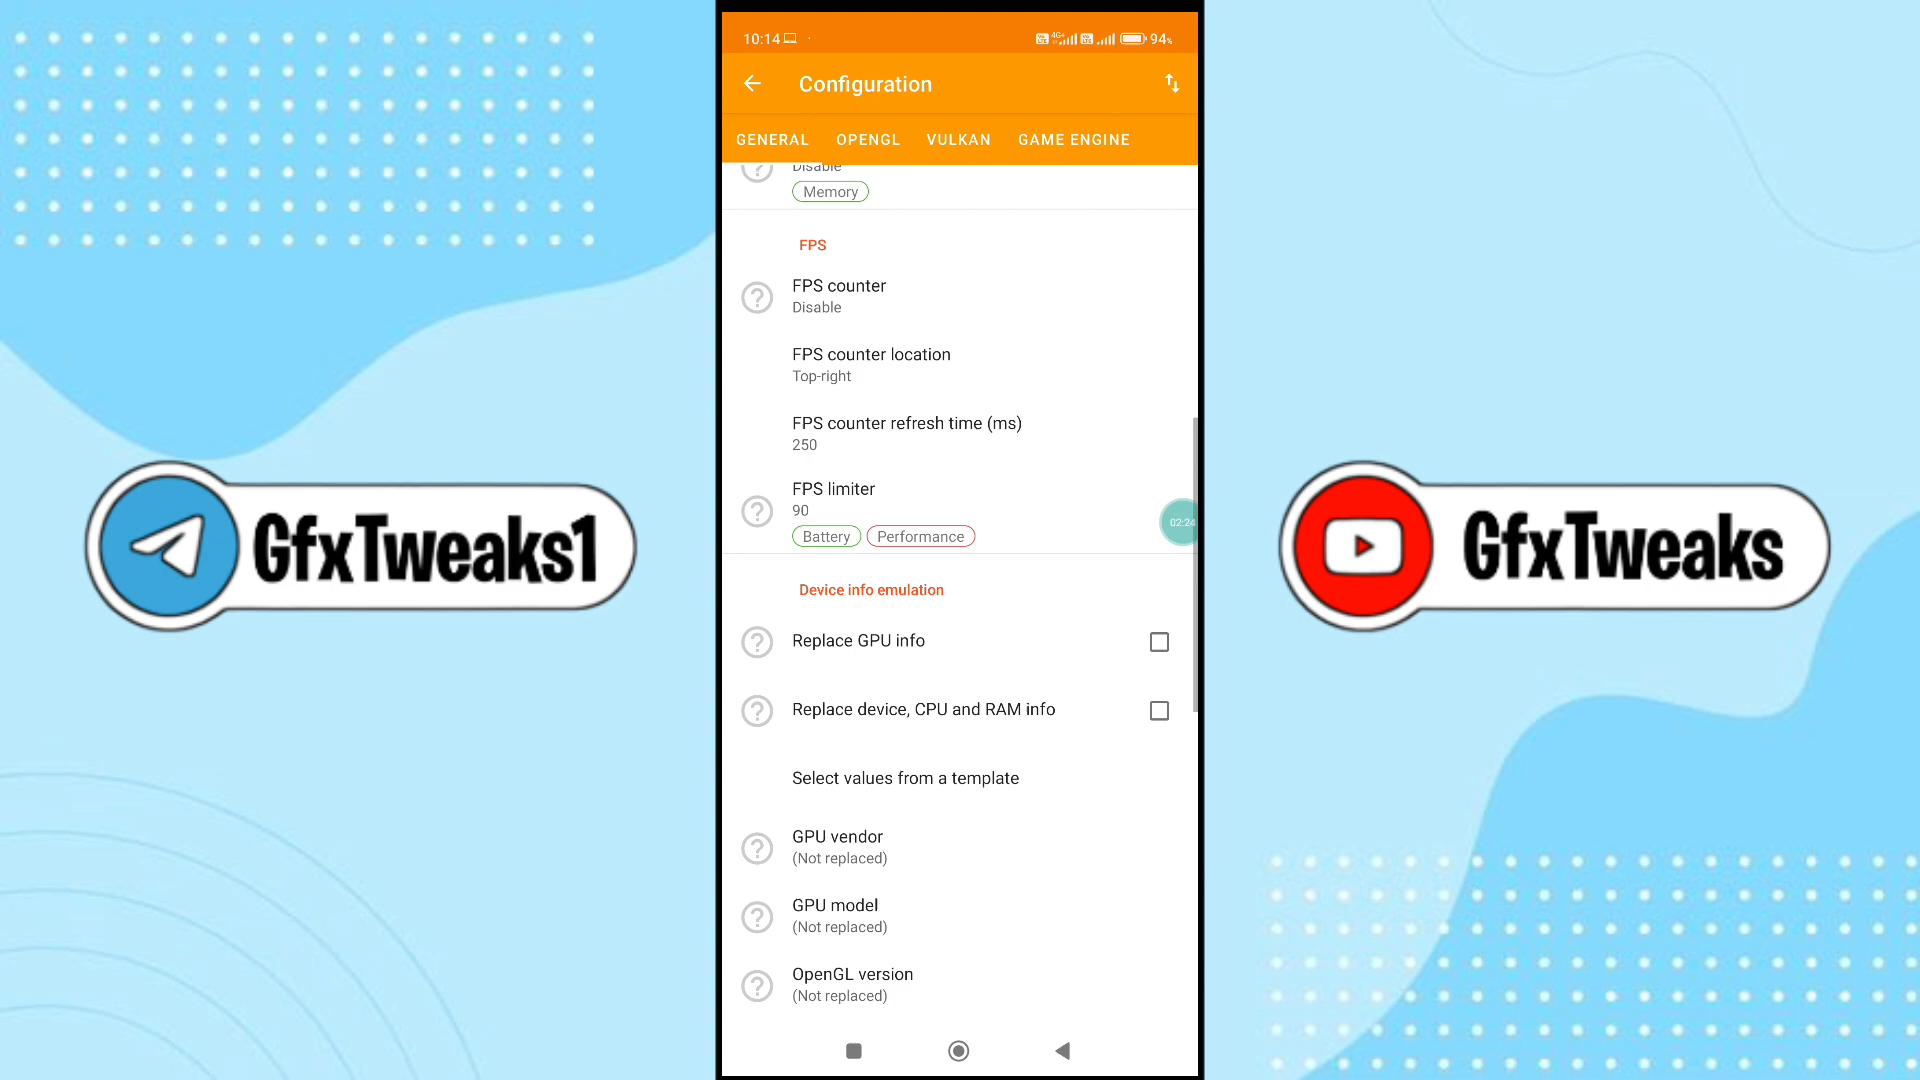 10:14
4G+
94%
Configuration
GENERAL OPENGL VULKAN GAME ENGINE
Disable
Memory
FPS
FPS counter
Disable
FPS counter location
Top-right
FPS counter refresh time (ms)
250
FPS limiter
90
Battery Performance
02:24
GfxTweaks1
GfxTweaks
Device info emulation
Replace GPU info
Replace device, CPU and RAM info
Select values from a template
GPU vendor
(Not replaced)
GPU model
(Not replaced)
OpenGL version
(Not replaced)